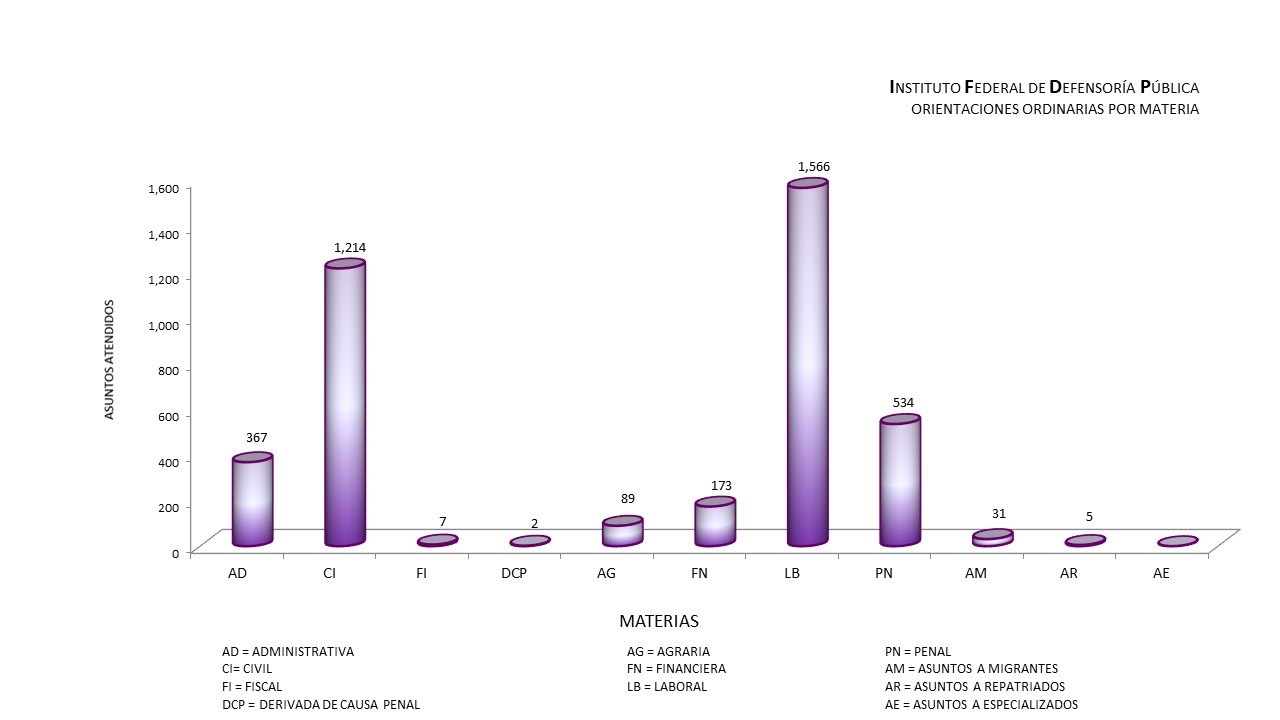 INSTITUTO FEDERAL DE DEFENSORÍA PÚBLICA
ORIENTACIONES ORDINARIAS POR MATERIA
ASUNTOS ATENDIDOS
1,600
1,400
1,200
1,000
800
600
400
200
0
367
1,214
7
2
89
173
1,566
534
31
5
AD CI FI DCP AG FN LB PN AM AR AE
MATERIAS
AD = ADMINISTRATIVA
CI= CIVIL
FI = FISCAL
DCP = DERIVADA DE CAUSA PENAL
AG = AGRARIA
FN = FINANCIERA
LB = LABORAL
PN = PENAL
AM = ASUNTOS A MIGRANTES
AR = ASUNTOS A REPATRIADOS
AE = ASUNTOS A ESPECIALIZADOS